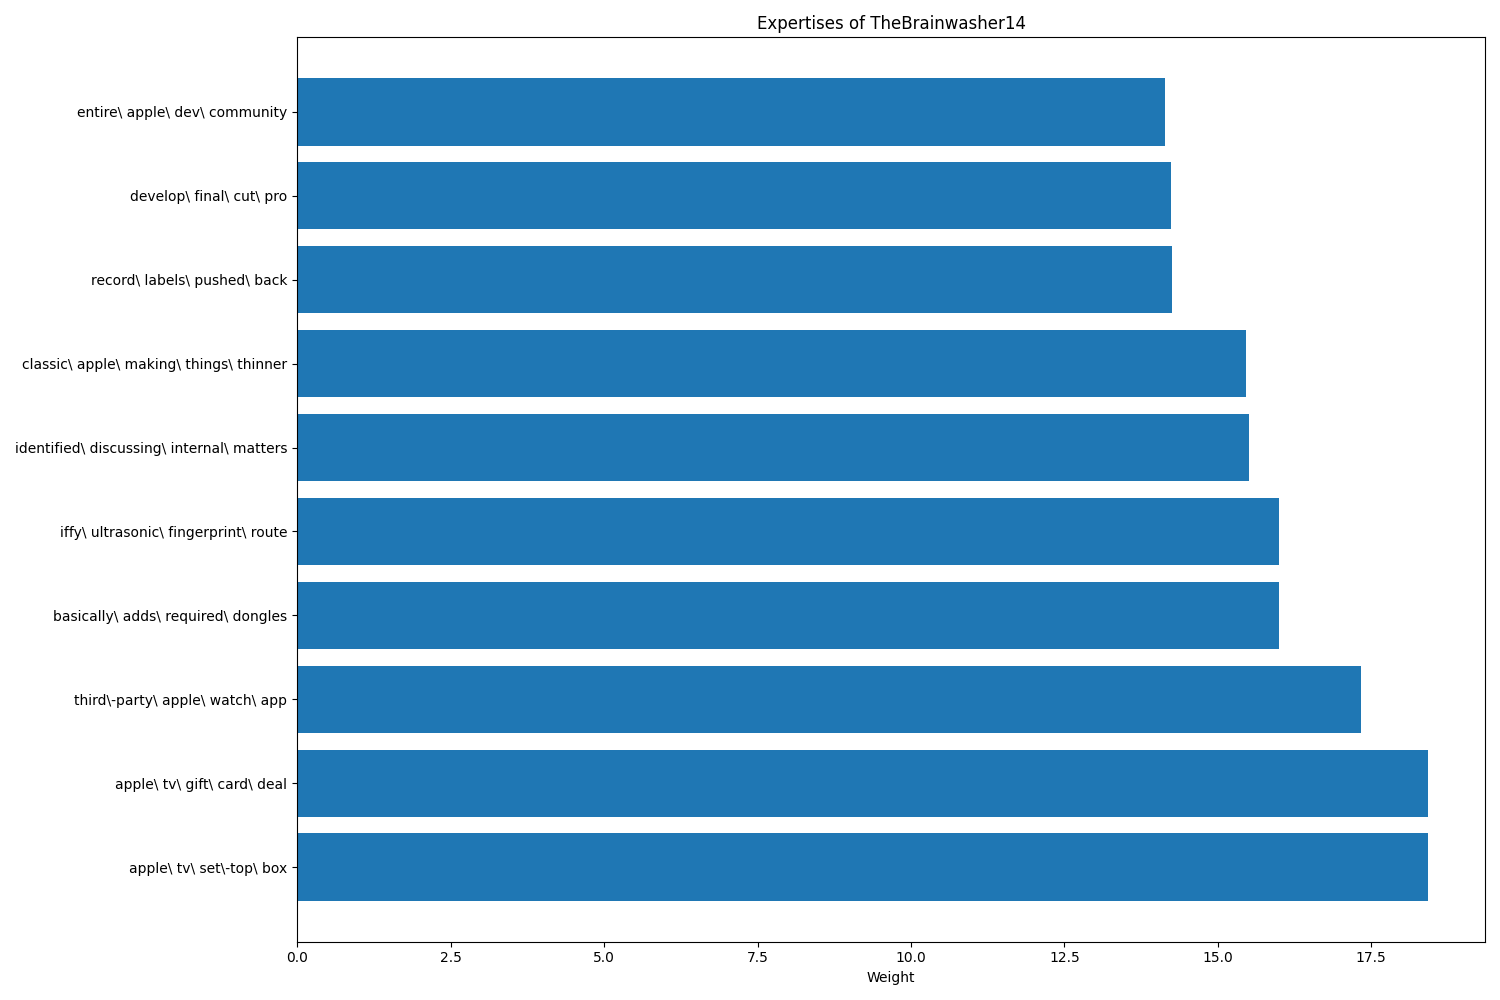 Expertises of TheBrainwasher14
entire\ apple\ dev\ community
develop\ final\ cut\ pro
record\ labels\ pushed\ back
classic\ apple\ making\ things\ thinner
identified\ discussing\ internal\ matters
iffy\ ultrasonic\ fingerprint\ route
basically\ adds\ required\ dongles
third\-party\ apple\ watch\ app
apple\ tv\ gift\ card\ deal
apple\ tv\ set\-top\ box
0.0 2.5 5.0 7.5 10.0 12.5 15.0 17.5
Weight